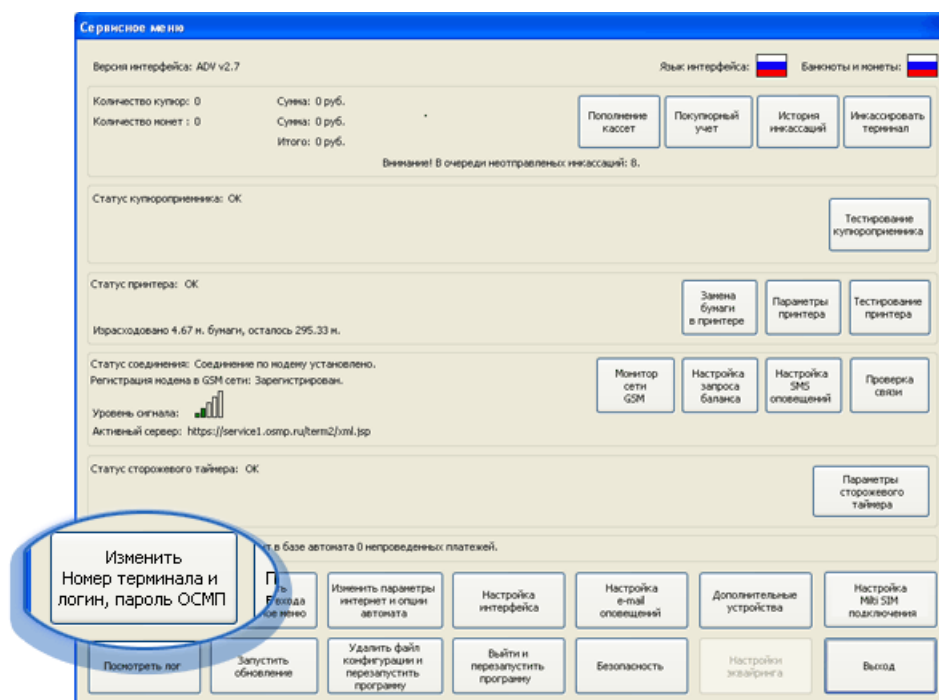 Сервисное меню
Версия интерфейса: ADV v2.7
Язык интерфейса:
Банкноты и монеты:
Количество купюр: 0
Сумма: 0 руб.
Количество монет : 0
Сумма: 0 руб.
Итого: 0 руб.
Пополнение
кассет
Покупюрный
учет
История
инкассаций
Инкассировать
терминал
Внимание! В очереди неотправленых инкассаций: 8.
Статус купюроприемника: OK
Тестирование
купюроприемника
Статус принтера: OK
Замена
бумаги
в принтере
Параметры
принтера
Тестирование
принтера
Израсходовано 4.67 м. бумаги, осталось 295.33 м.
Статус соединения: Соединение по модему установлено.
Регистрация модема в GSM сети: Зарегистрирован.
Уровень сигнала:
Активный сервер: https://service1.osmp.ru/term2/xml.jsp
Монитор
сети
GSM
Настройка
запроса
баланса
Настройка
SMS
оповещений
Проверка
связи
Статус сторожевого таймера: OK
Параметры
сторожевого
таймера
в базе автомата 0 непроведенных платежей.
Изменить
Номер терминала и
логин, пароль ОСМП
входа
Изменить параметры
интернет и опции
автомата
Настройка
интерфейса
Настройка
e-mail
оповещений
Дополнительные
устройства
Настройка
Milti SIM
подключения
Посмотреть лог
Запустить
обновление
Удалить файл
конфигурации и
перезапустить
программу
Выйти и
перезапустить
программу
Безопасность
Настройки
эквайринга
Выход